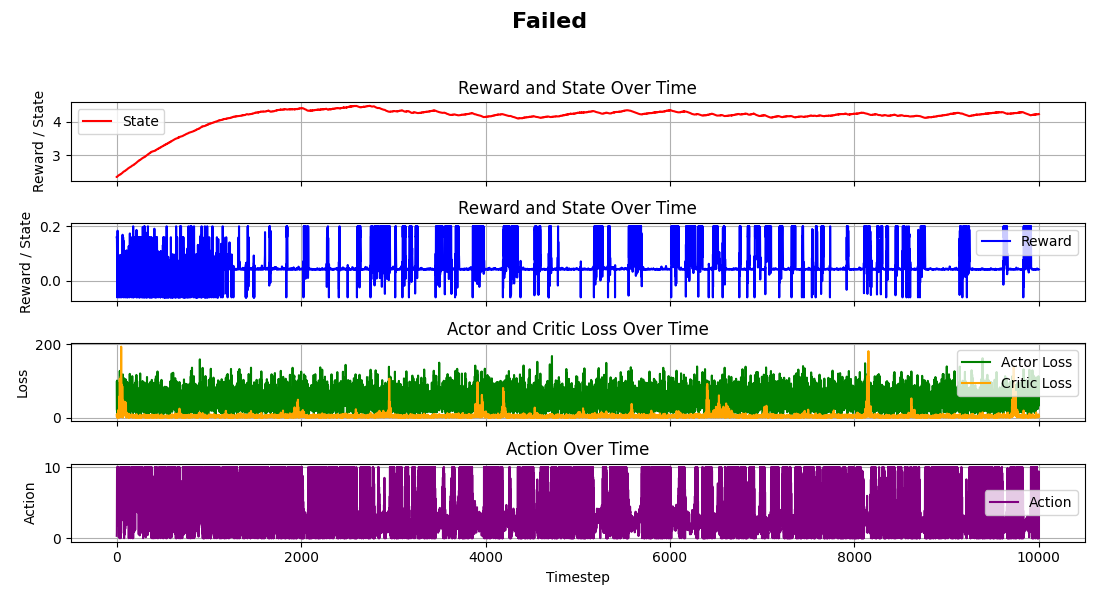 Failed
Reward and State Over Time
Reward / State
4
3
State
Reward and State Over Time
Reward / State
0.2
0.0
Reward
Actor and Critic Loss Over Time
Loss
200
0
Actor Loss
Critic Loss
Action Over Time
Action
10
0
Action
0 2000 4000 6000 8000 10000
Timestep